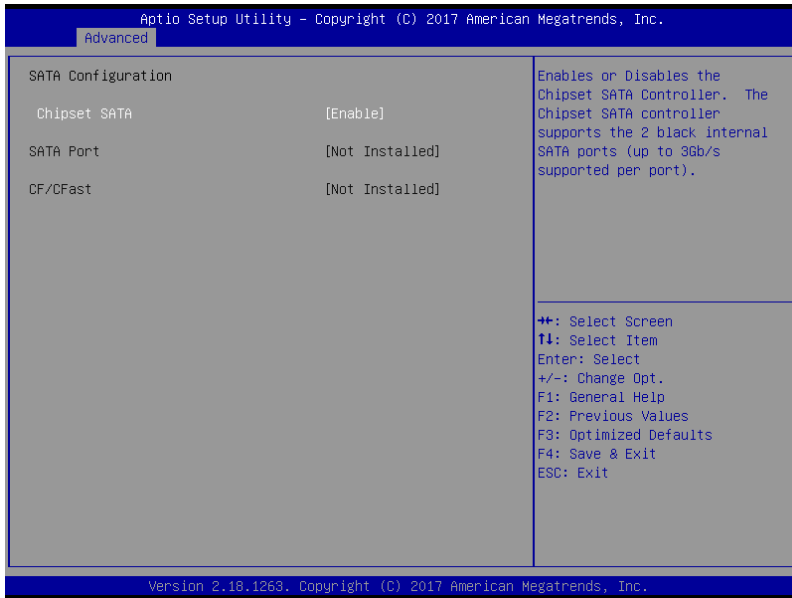 Aptio Setup Utility – Copyright (C) 2017 American Megatrends, Inc.
Advanced
SATA Configuration
Chipset SATA [Enable]
SATA Port [Not Installed]
CF/CFast [Not Installed]
Enables or Disables the
Chipset SATA Controller. The
Chipset SATA controller
supports the 2 black internal
SATA ports (up to 3Gb/s
supported per port).
→←: Select Screen
↑↓: Select Item
Enter: Select
+/-: Change Opt.
F1: General Help
F2: Previous Values
F3: Optimized Defaults
F4: Save & Exit
ESC: Exit
Version 2.18.1263. Copyright (C) 2017 American Megatrends, Inc.